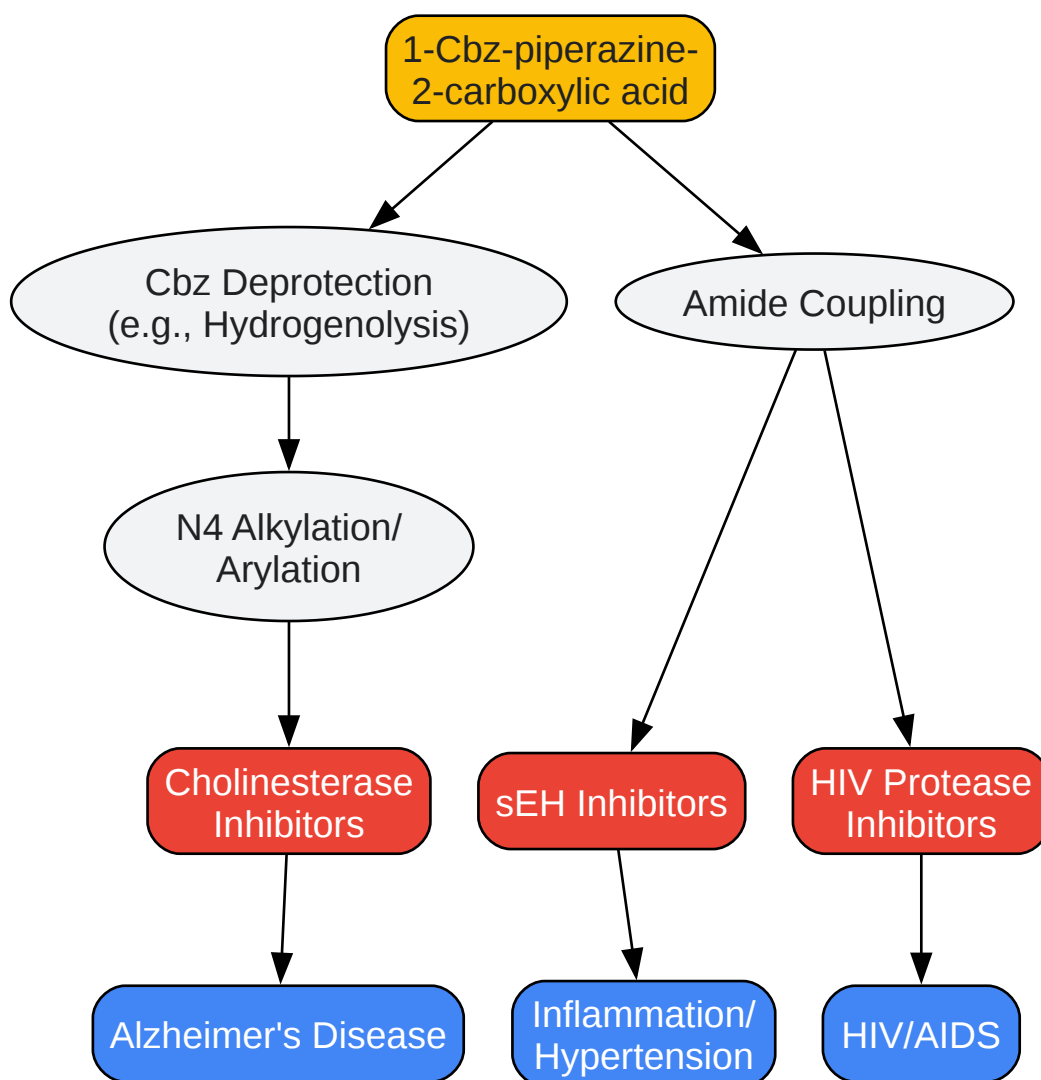 1-Cbz-piperazine-
2-carboxylic acid
Cbz Deprotection
(e.g., Hydrogenolysis)
Amide Coupling
N4 Alkylation/
Arylation
Cholinesterase
Inhibitors
sEH Inhibitors
HIV Protease
Inhibitors
Alzheimer's Disease
Inflammation/
Hypertension
HIV/AIDS